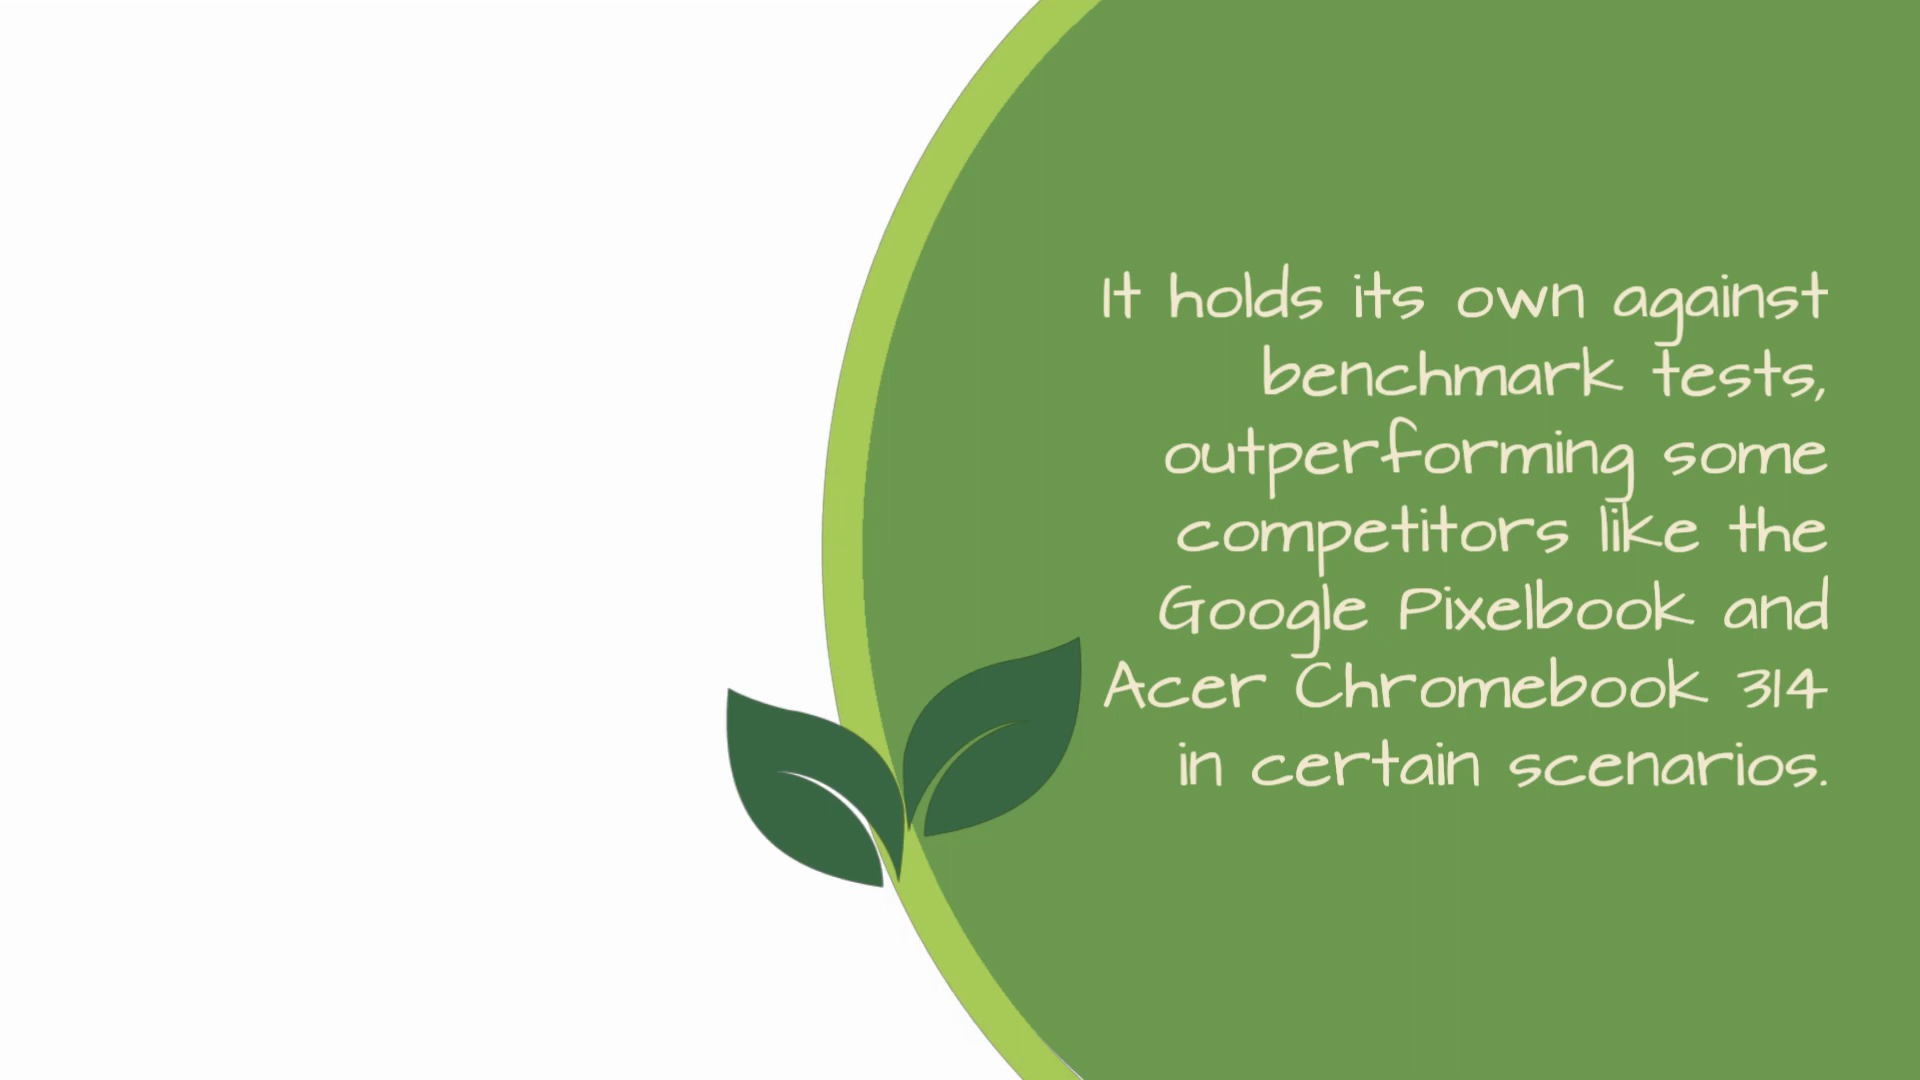 It holds its own against
benchmark tests,
outperforming some
competitors like the
Google Pixelbook and
Acer Chromebook 314
in certain scenarios.